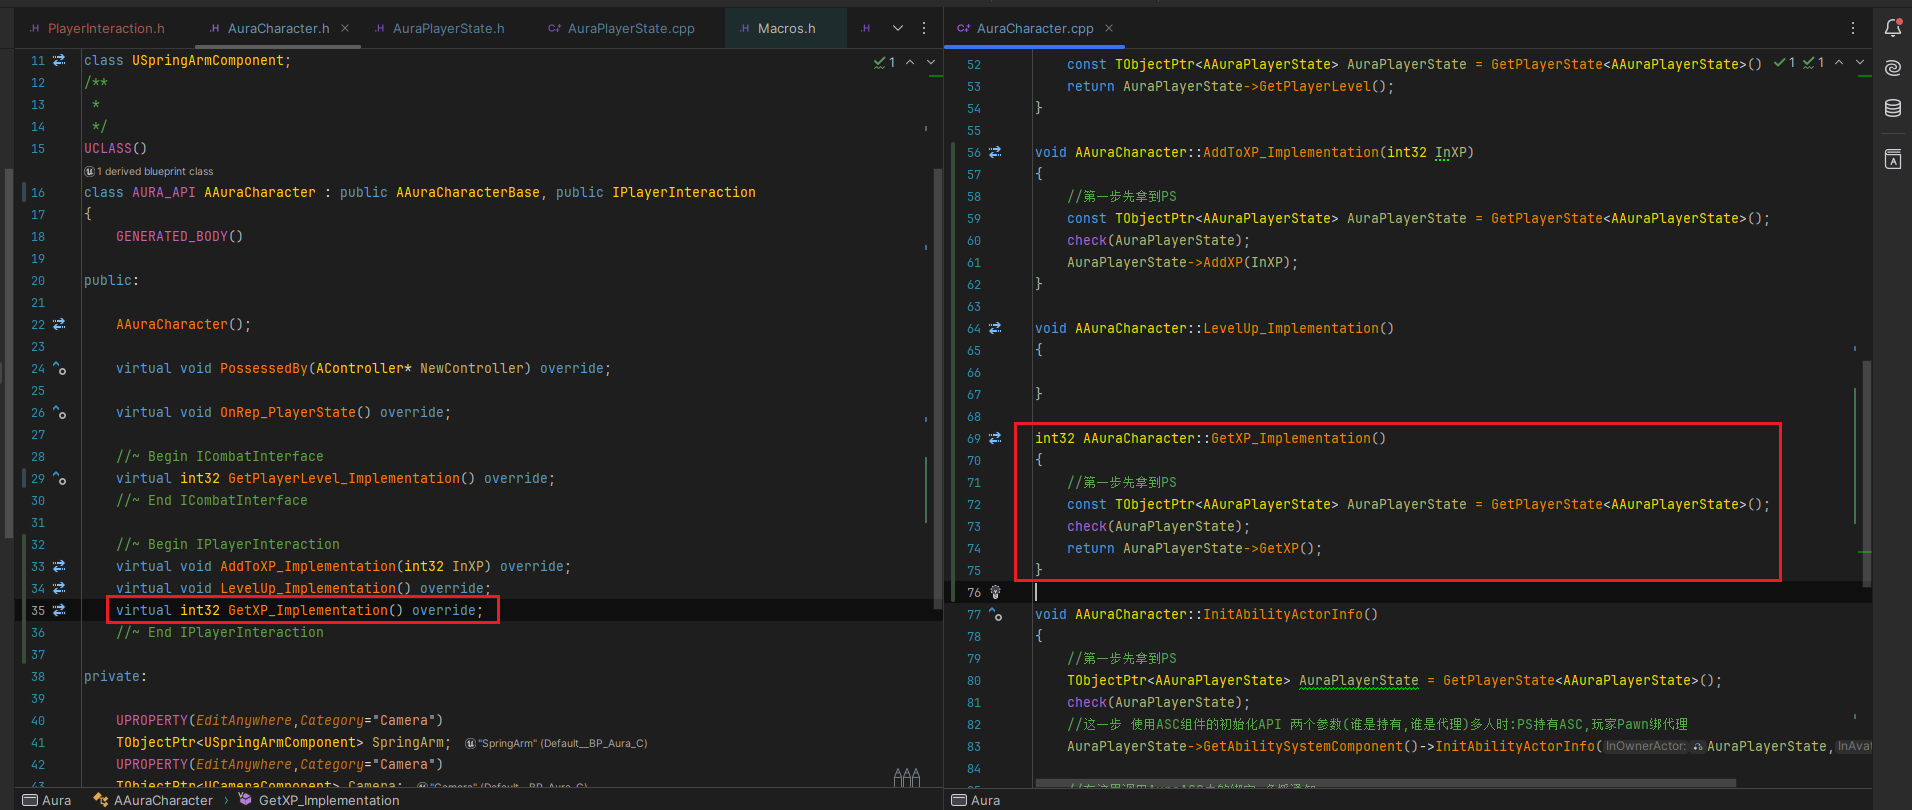 PlayerInteraction.h AuraCharacter.h AuraPlayerState.h AuraPlayerState.cpp Macros.h
11 class USpringArmComponent; 1
12 /**
13 *
14 */
15 UCLASS()
1 derived blueprint class
16 class AURA_API AAuraCharacter : public AAuraCharacterBase, public IPlayerInteraction
17 {
18 GENERATED_BODY()
19
20 public:
21
22 AAuraCharacter();
23
24 virtual void PossessedBy(AController* NewController) override;
25
26 virtual void OnRep_PlayerState() override;
27
28 //~ Begin ICombatInterface
29 virtual int32 GetPlayerLevel_Implementation() override;
30 //~ End ICombatInterface
31
32 //~ Begin IPlayerInteraction
33 virtual void AddToXP_Implementation(int32 InXP) override;
34 virtual void LevelUp_Implementation() override;
35 virtual int32 GetXP_Implementation() override;
36 //~ End IPlayerInteraction
37
38 private:
39
40 UPROPERTY(EditAnywhere,Category="Camera")
41 TObjectPtr<USpringArmComponent> SpringArm; "SpringArm" (Default__BP_Aura_C)
42 UPROPERTY(EditAnywhere,Category="Camera")
43 TObjectPtr<UCameraComponent> Camera; "Camera" (Default__BP_Aura_C)
Aura AAuraCharacter GetXP_Implementation
AuraCharacter.cpp
52 const TObjectPtr<AAuraPlayerState> AuraPlayerState = GetPlayerState<AAuraPlayerState>() 1 1
53 return AuraPlayerState->GetPlayerLevel();
54 }
55
56 void AAuraCharacter::AddToXP_Implementation(int32 InXP)
57 {
58 //第一步先拿到PS
59 const TObjectPtr<AAuraPlayerState> AuraPlayerState = GetPlayerState<AAuraPlayerState>();
60 check(AuraPlayerState);
61 AuraPlayerState->AddXP(InXP);
62 }
63
64 void AAuraCharacter::LevelUp_Implementation()
65 {
66
67 }
68
69 int32 AAuraCharacter::GetXP_Implementation()
70 {
71 //第一步先拿到PS
72 const TObjectPtr<AAuraPlayerState> AuraPlayerState = GetPlayerState<AAuraPlayerState>();
73 check(AuraPlayerState);
74 return AuraPlayerState->GetXP();
75 }
76
77 void AAuraCharacter::InitAbilityActorInfo()
78 {
79 //第一步先拿到PS
80 TObjectPtr<AAuraPlayerState> AuraPlayerState = GetPlayerState<AAuraPlayerState>();
81 check(AuraPlayerState);
82 //这一步 使用ASC组件的初始化API 两个参数(谁是持有,谁是代理)多人时:PS持有ASC,玩家Pawn绑代理
83 AuraPlayerState->GetAbilitySystemComponent()->InitAbilityActorInfo( InOwnerActor: AuraPlayerState, InAva
84
Aura